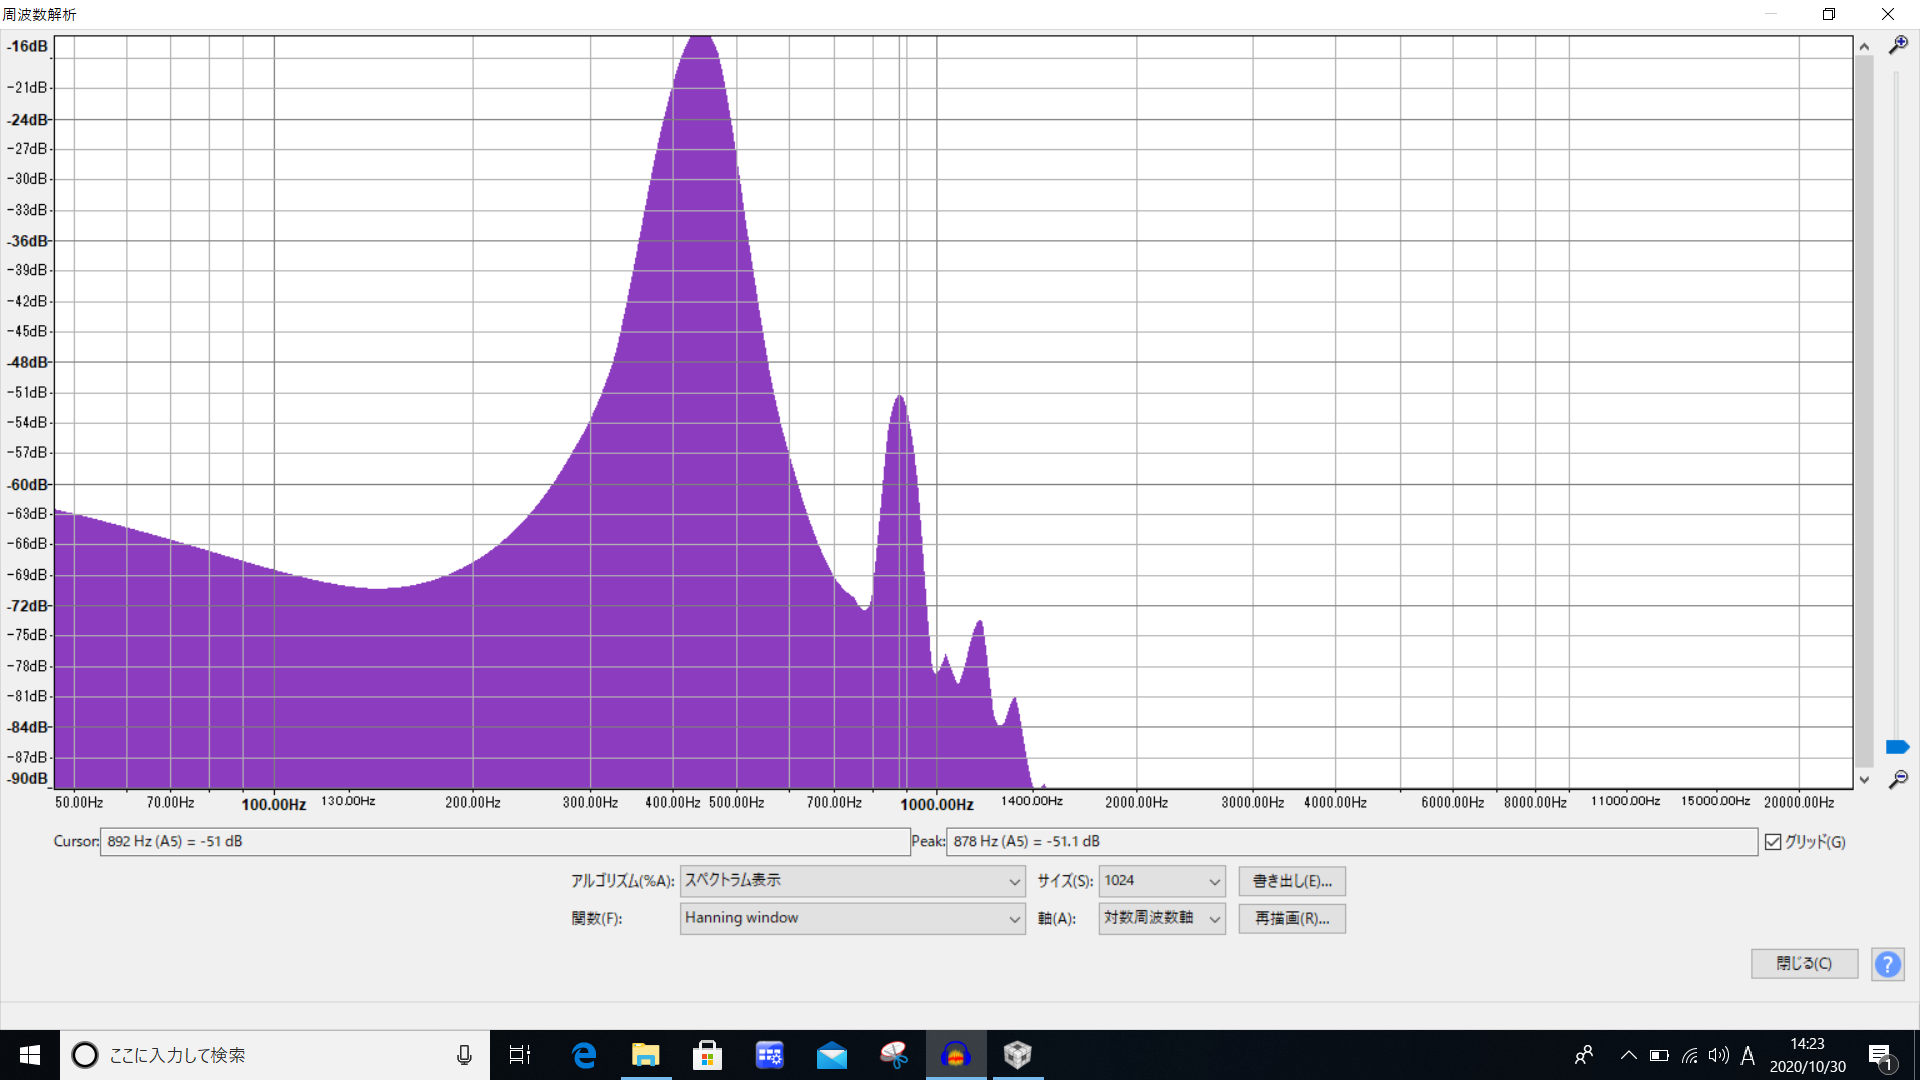 周波数解析
-16dB
-21dB
-24dB
-27dB
-30dB
-33dB
-36dB
-39dB
-42dB
-45dB
-48dB
-51dB
-54dB
-57dB
-60dB
-63dB
-66dB
-69dB
-72dB
-75dB
-78dB
-81dB
-84dB
-87dB
-90dB
50.00Hz 70.00Hz 100.00Hz 130.00Hz 200.00Hz 300.00Hz 400.00Hz 500.00Hz 700.00Hz 1000.00Hz 1400.00Hz 2000.00Hz 3000.00Hz 4000.00Hz 6000.00Hz 8000.00Hz 11000.00Hz 15000.00Hz 20000.00Hz
Cursor: 892 Hz (A5) = -51 dB Peak: 878 Hz (A5) = -51.1 dB グリッド(G)
アルゴリズム(%A): スペクトラム表示 サイズ(S): 1024 書き出し(E)...
関数(F): Hanning window 軸(A): 対数周波数軸 再描画(R)...
閉じる(C) ?
ここに入力して検索 A 14:23
2020/10/30 1